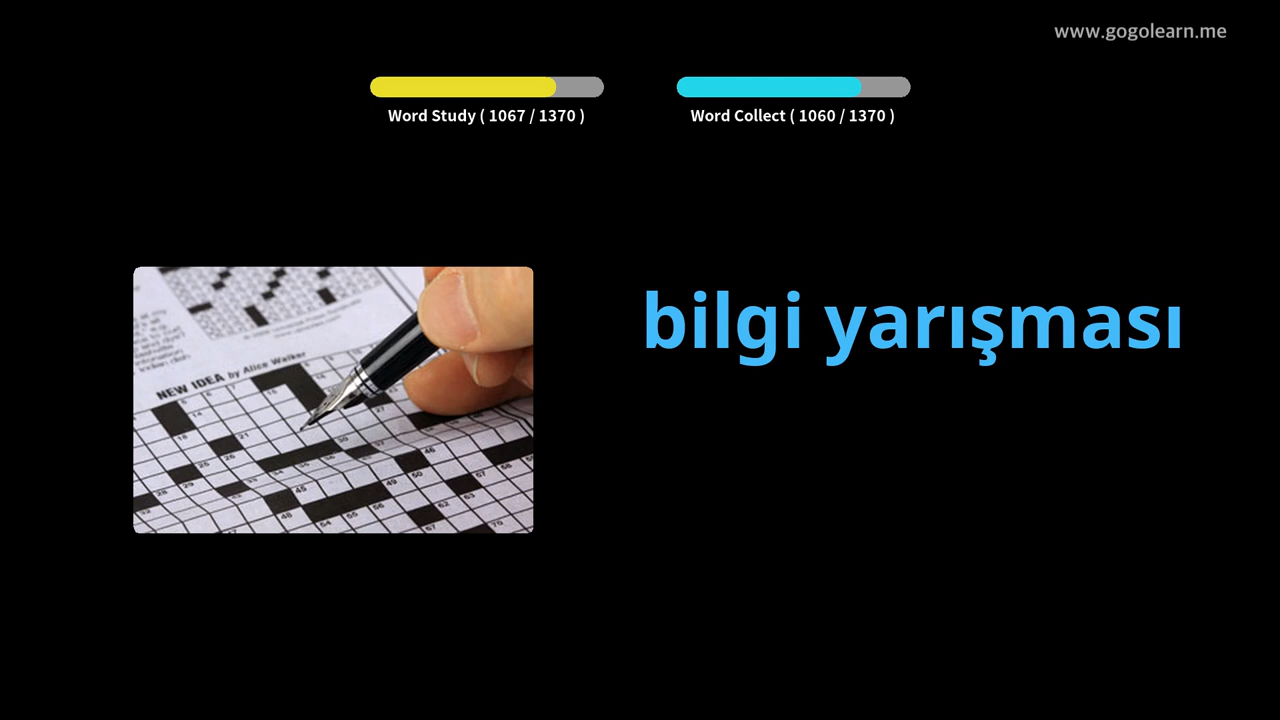 www.gogolearn.me
Word Study ( 1067 / 1370 )
Word Collect ( 1060 / 1370 )
NEW IDEA by Alice Walker
bilgi yarışması